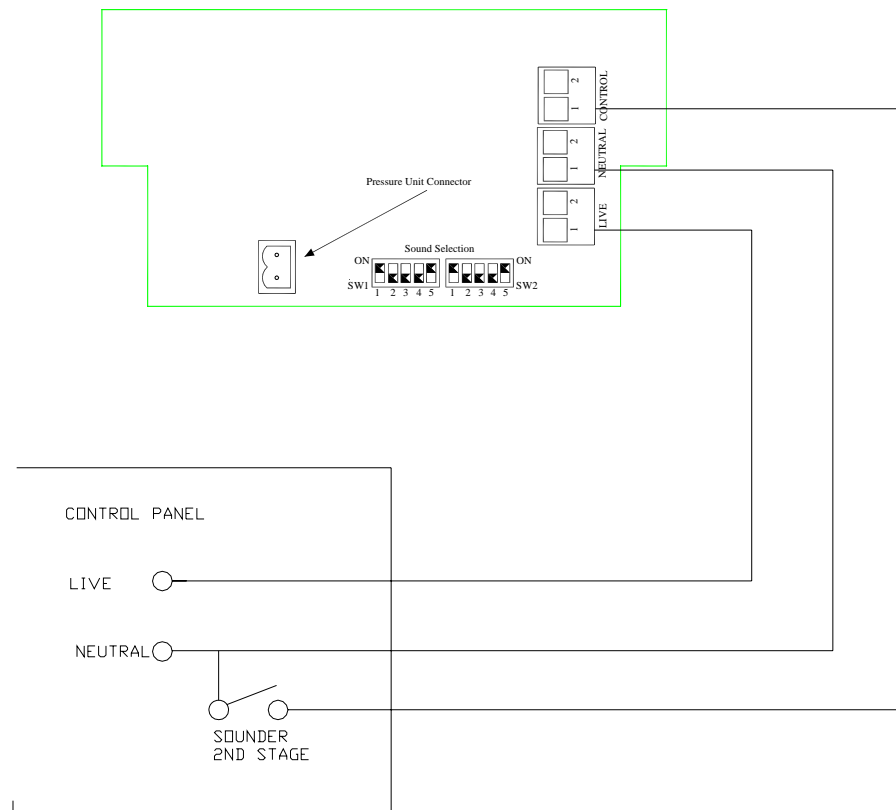 2
1
CONTROL
2
1
NEUTRAL
2
1
LIVE
Pressure Unit Connector
Sound Selection
ON
ON
SW1
SW2
1 2 3 4 5
1 2 3 4 5
CONTROL PANEL
LIVE
NEUTRAL
SOUNDER
2ND STAGE